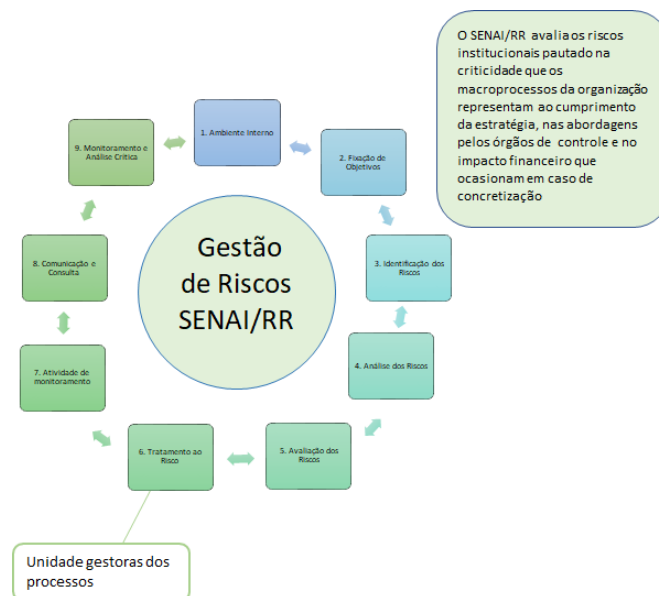 O SENAI/RR avalia os riscos
institucionais pautado na
criticidade que os
macroprocessos da organização
representam ao cumprimento
da estratégia, nas abordagens
pelos órgãos de controle e no
impacto financeiro que
ocasionam em caso de
concretização
1. Ambiente Interno
2. Fixação de
Objetivos
3. Identificação dos
Riscos
4. Análise dos Riscos
5. Avaliação dos
Riscos
6. Tratamento ao
Risco
7. Atividade de
monitoramento
8. Comunicação e
Consulta
9. Monitoramento e
Análise Crítica
Gestão
de Riscos
SENAI/RR
Unidade gestoras dos
processos